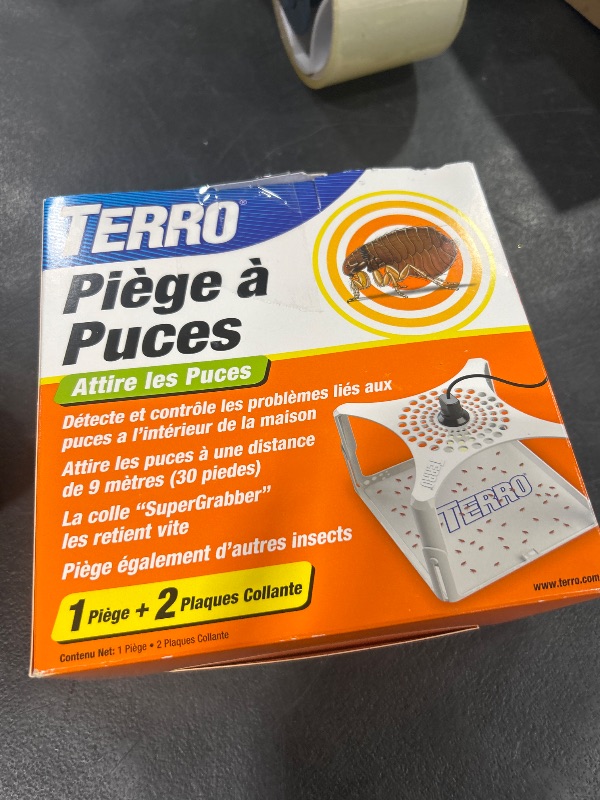 TERRO®
Piège à
Puces
Attire les Puces
Détecte et contrôle les problèmes liés aux
puces a l'intérieur de la maison
Attire les puces à une distance
de 9 mètres (30 piedes)
La colle “SuperGrabber”
les retient vite
Piège également d'autres insects
1 Piège + 2 Plaques Collante
Contenu Net: 1 Piège • 2 Plaques Collante
TERRO
www.terro.com